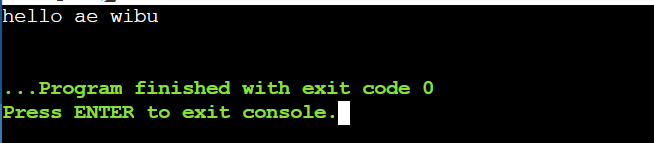 hello ae wibu
...Program finished with exit code 0
Press ENTER to exit console.